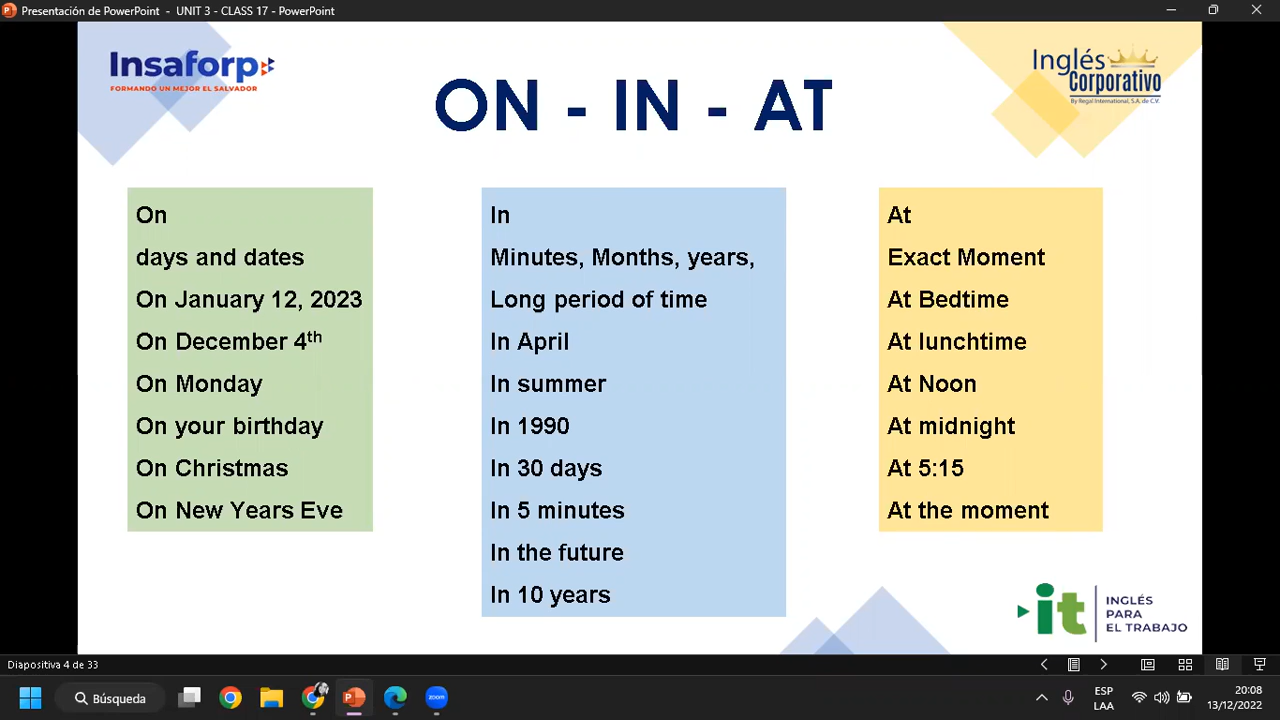 Presentación de PowerPoint - UNIT 3 - CLASS 17 - PowerPoint
Insaforp
FORMANDO UN MEJOR EL SALVADOR
Inglés
Corporativo
By Regal International, S.A. de C.V.
ON - IN - AT
On
days and dates
On January 12, 2023
On December 4th
On Monday
On your birthday
On Christmas
On New Years Eve
In
Minutes, Months, years,
Long period of time
In April
In summer
In 1990
In 30 days
In 5 minutes
In the future
In 10 years
At
Exact Moment
At Bedtime
At lunchtime
At Noon
At midnight
At 5:15
At the moment
it
INGLÉS
PARA
EL TRABAJO
Diapositiva 4 de 33
Búsqueda
zoom
ESP
LAA
20:08
13/12/2022